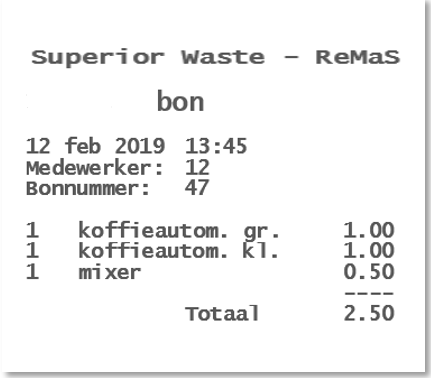 Superior Waste - ReMaS
bon
12 feb 2019 13:45
Medewerker: 12
Bonnummer: 47
1 koffieautom. gr. 1.00
1 koffieautom. kl. 1.00
1 mixer 0.50
----
Totaal 2.50